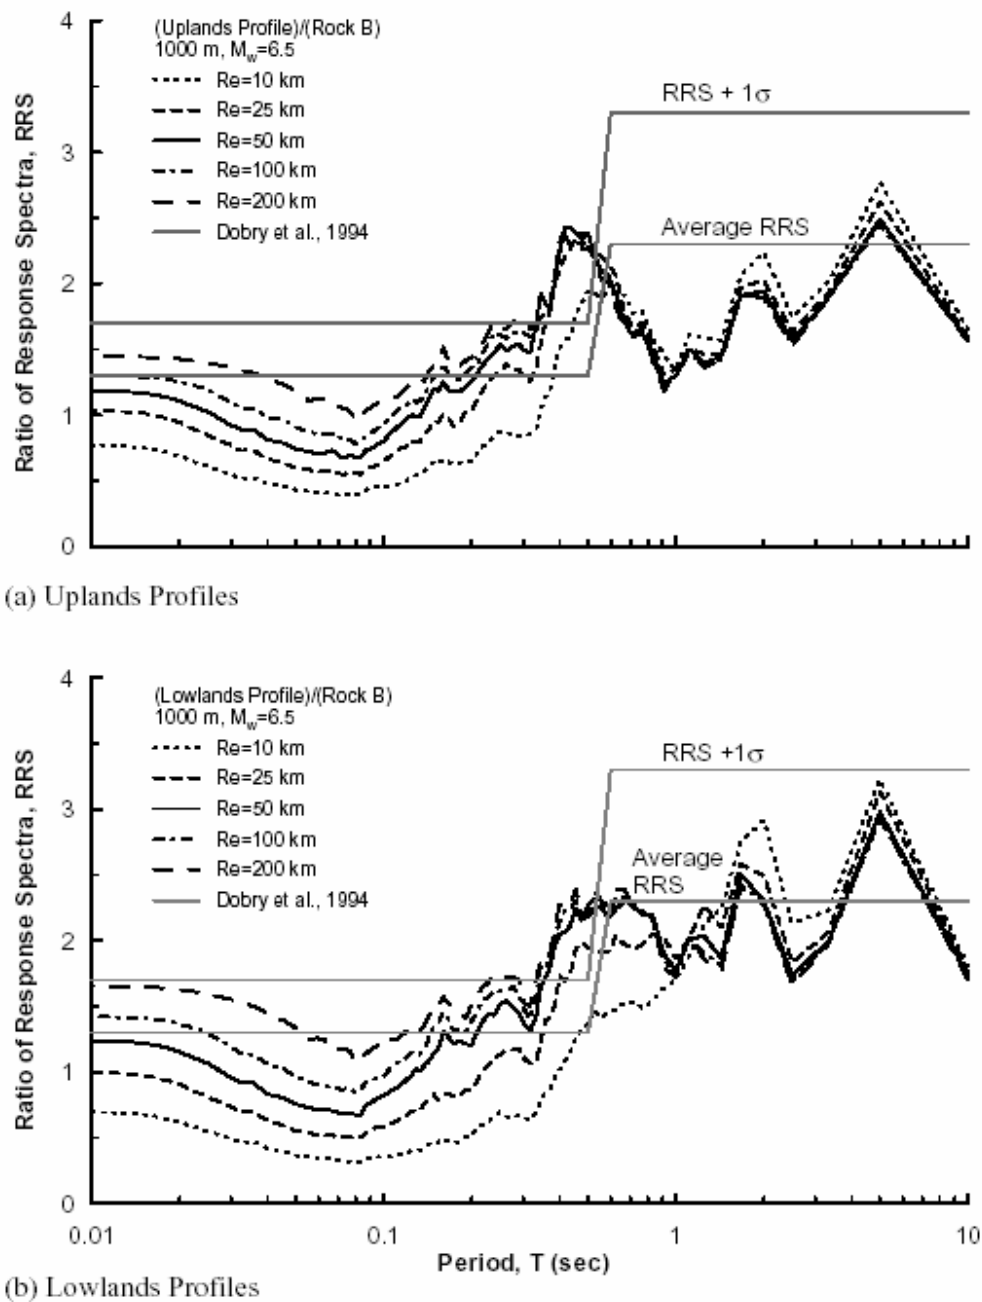 4
(Uplands Profile)/(Rock B)
1000 m, Mw=6.5
Re=10 km
Re=25 km
Re=50 km
Re=100 km
Re=200 km
Dobry et al., 1994
RRS + 1σ
Average RRS
3
2
1
0
Ratio of Response Spectra, RRS
(a) Uplands Profiles
4
(Lowlands Profile)/(Rock B)
1000 m, Mw=6.5
Re=10 km
Re=25 km
Re=50 km
Re=100 km
Re=200 km
Dobry et al., 1994
RRS +1σ
Average
RRS
3
2
1
0
Ratio of Response Spectra, RRS
0.01 0.1 1 10
Period, T (sec)
(b) Lowlands Profiles